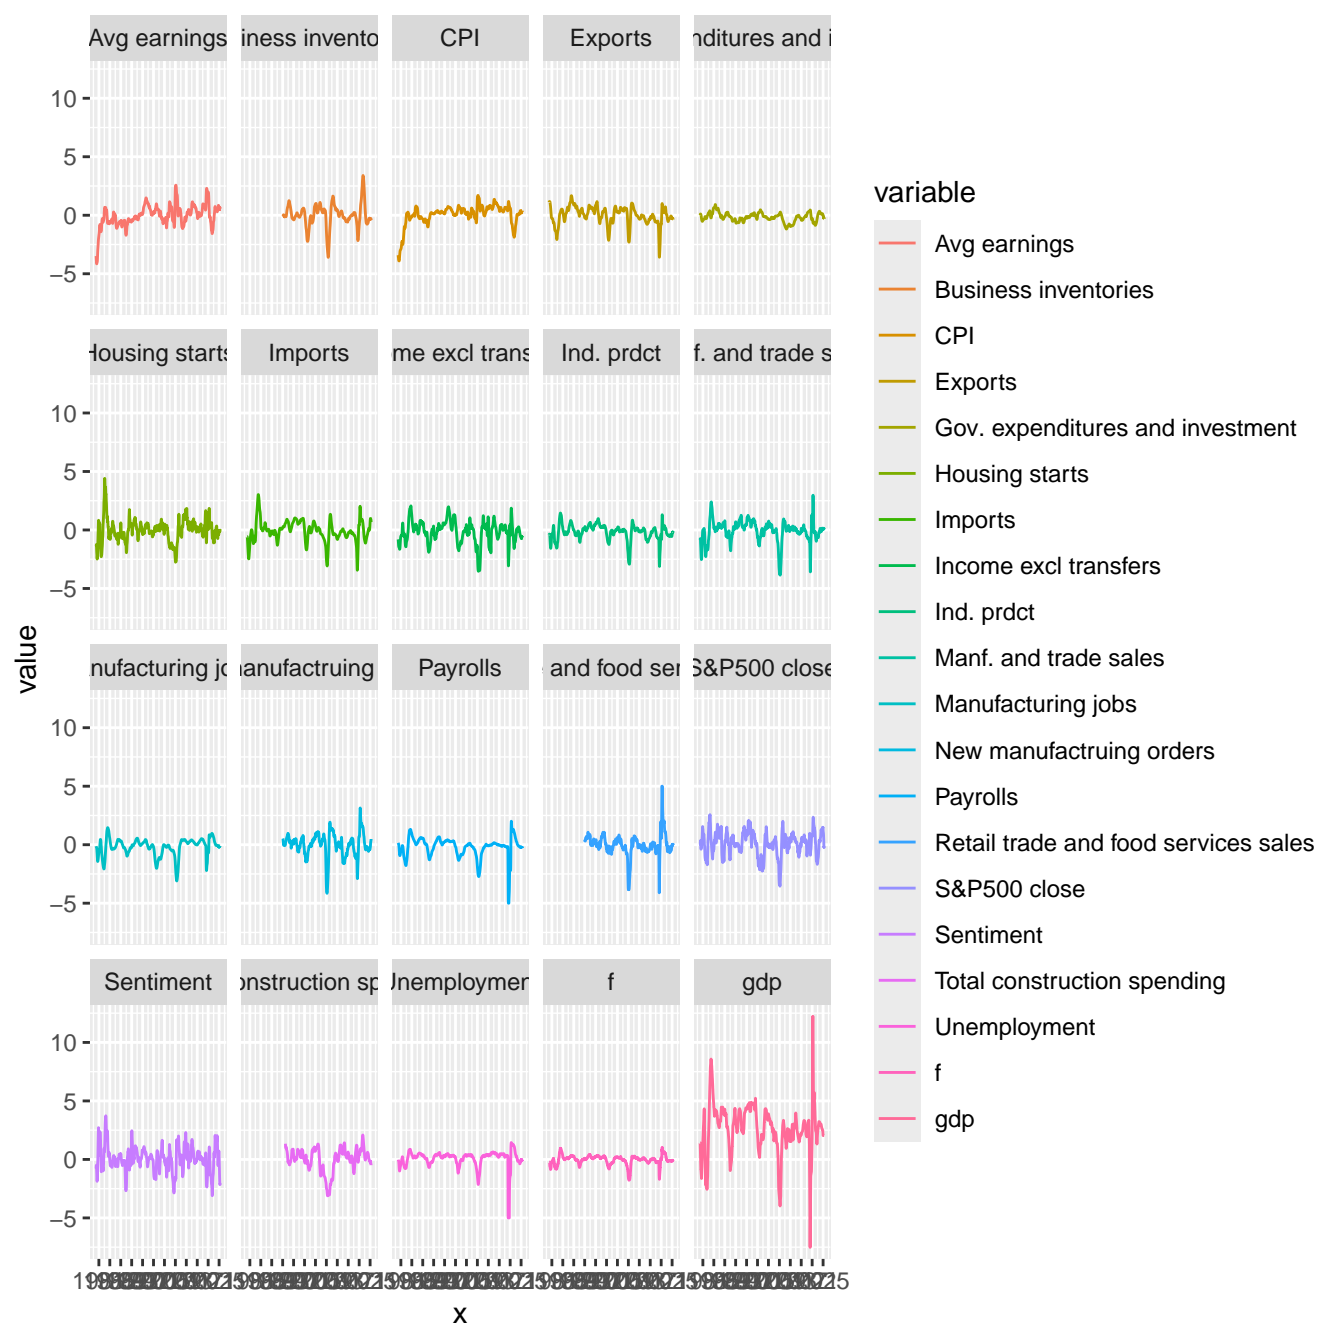 Avg earnings
iness invento
CPI
Exports
nditures and i
10
5
0
−5
Housing starts
Imports
me excl trans
Ind. prdct
f. and trade s
10
5
0
−5
nufacturing jo
anufactruing
Payrolls
and food ser
S&P500 close
10
5
0
−5
Sentiment
onstruction sp
Unemploymen
f
gdp
10
5
0
−5
value
x
variable
Avg earnings
Business inventories
CPI
Exports
Gov. expenditures and investment
Housing starts
Imports
Income excl transfers
Ind. prdct
Manf. and trade sales
Manufacturing jobs
New manufactruing orders
Payrolls
Retail trade and food services sales
S&P500 close
Sentiment
Total construction spending
Unemployment
f
gdp